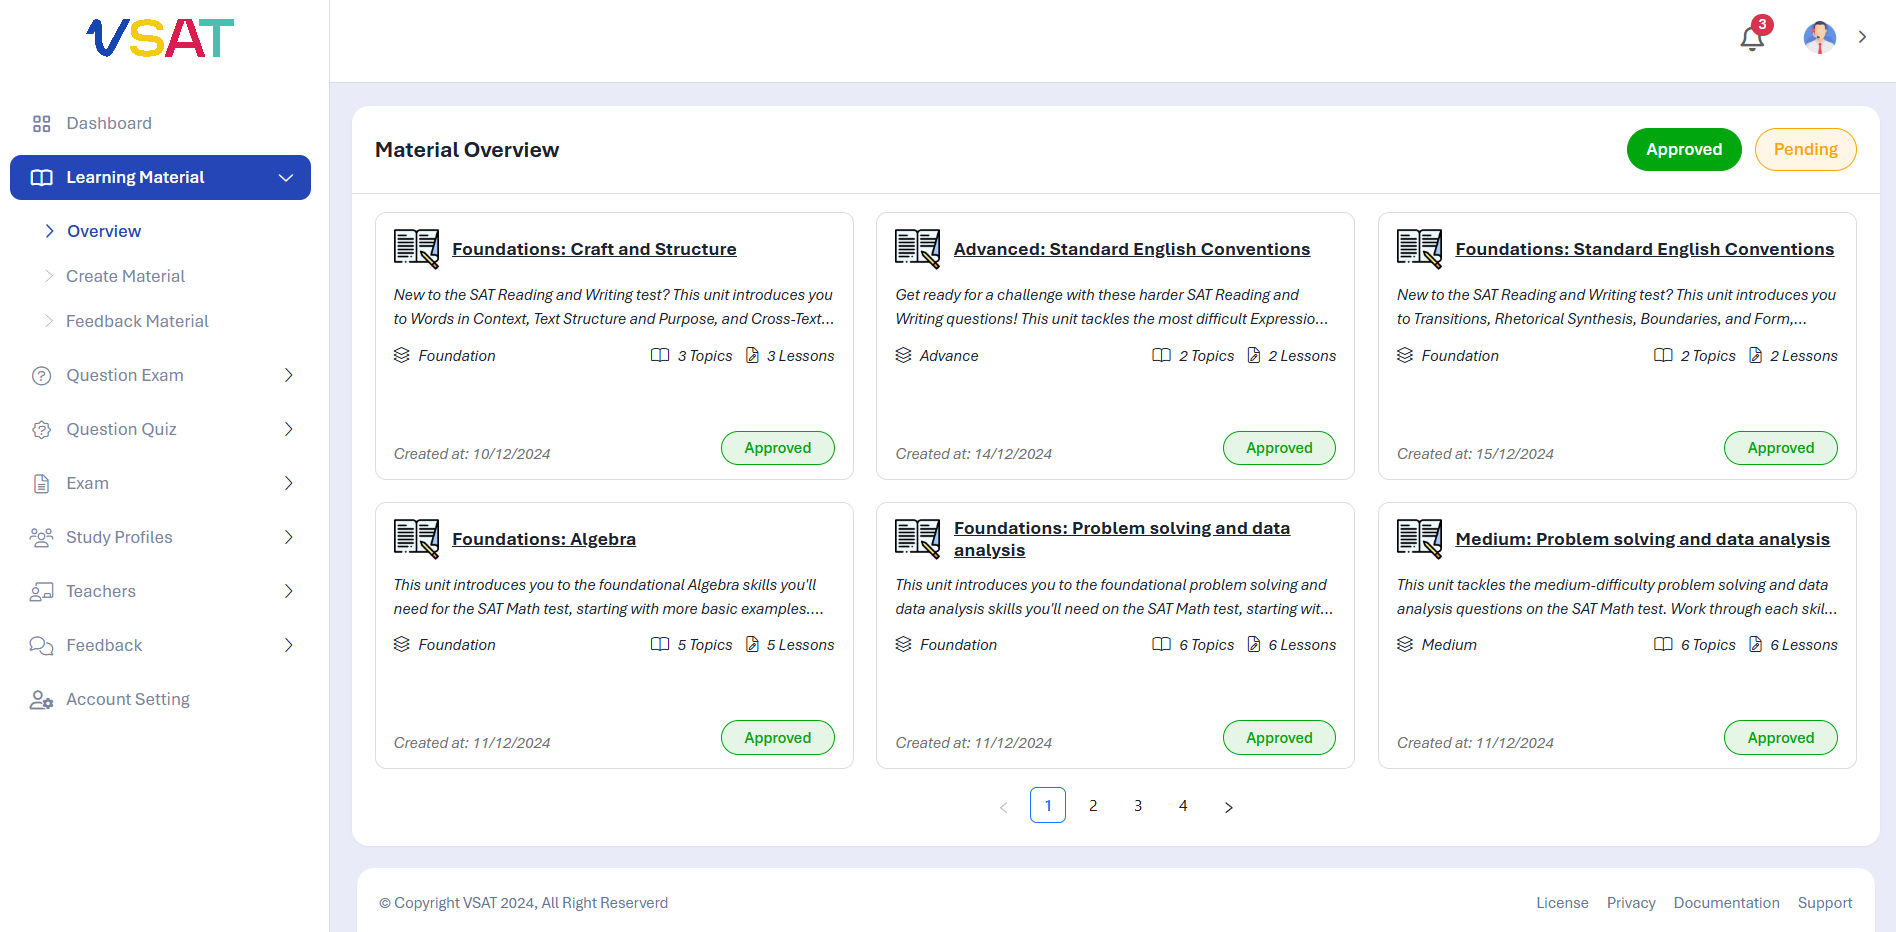 VSAT
3
Dashboard
Learning Material
Overview
Create Material
Feedback Material
Question Exam
Question Quiz
Exam
Study Profiles
Teachers
Feedback
Account Setting
Material Overview
Approved
Pending
Foundations: Craft and Structure
New to the SAT Reading and Writing test? This unit introduces you
to Words in Context, Text Structure and Purpose, and Cross-Text...
Foundation
3 Topics
3 Lessons
Created at: 10/12/2024
Approved
Advanced: Standard English Conventions
Get ready for a challenge with these harder SAT Reading and
Writing questions! This unit tackles the most difficult Expressio...
Advance
2 Topics
2 Lessons
Created at: 14/12/2024
Approved
Foundations: Standard English Conventions
New to the SAT Reading and Writing test? This unit introduces you
to Transitions, Rhetorical Synthesis, Boundaries, and Form,...
Foundation
2 Topics
2 Lessons
Created at: 15/12/2024
Approved
Foundations: Algebra
This unit introduces you to the foundational Algebra skills you'll
need for the SAT Math test, starting with more basic examples....
Foundation
5 Topics
5 Lessons
Created at: 11/12/2024
Approved
Foundations: Problem solving and data
analysis
This unit introduces you to the foundational problem solving and
data analysis skills you'll need on the SAT Math test, starting wit...
Foundation
6 Topics
6 Lessons
Created at: 11/12/2024
Approved
Medium: Problem solving and data analysis
This unit tackles the medium-difficulty problem solving and data
analysis questions on the SAT Math test. Work through each skil...
Medium
6 Topics
6 Lessons
Created at: 11/12/2024
Approved
1 2 3 4
© Copyright VSAT 2024, All Right Reserverd
License Privacy Documentation Support